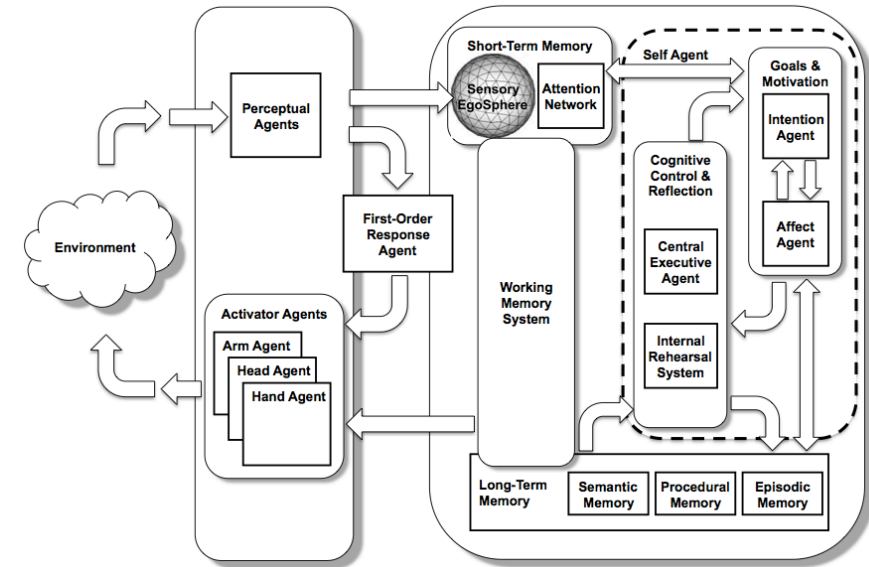 Short-Term Memory
Sensory
EgoSphere
Attention
Network
Self Agent
Goals &
Motivation
Intention
Agent
Affect
Agent
Perceptual
Agents
Cognitive
Control &
Reflection
Central
Executive
Agent
Internal
Rehearsal
System
First-Order
Response
Agent
Environment
Working
Memory
System
Activator Agents
Arm Agent
Head Agent
Hand Agent
Long-Term
Memory
Semantic
Memory
Procedural
Memory
Episodic
Memory